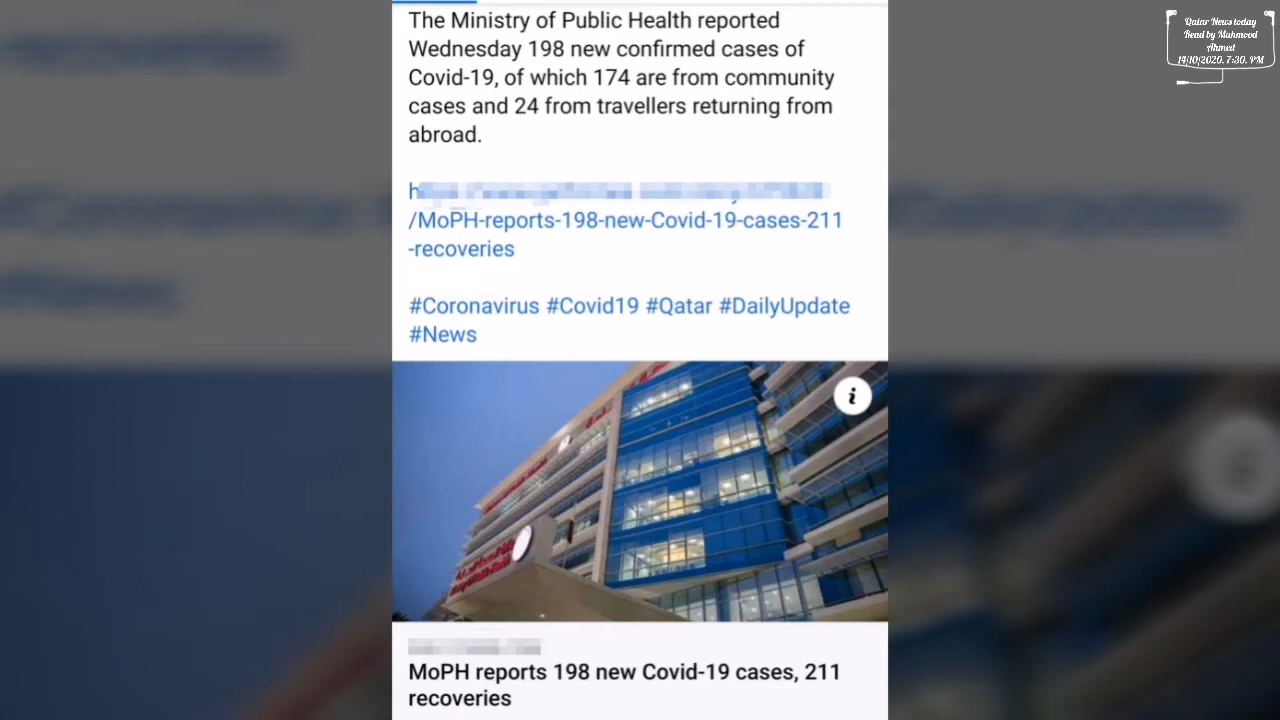 The Ministry of Public Health reported
Wednesday 198 new confirmed cases of
Covid-19, of which 174 are from community
cases and 24 from travellers returning from
abroad.
/MoPH-reports-198-new-Covid-19-cases-211
-recoveries
#Coronavirus #Covid19 #Qatar #DailyUpdate
#News
MoPH reports 198 new Covid-19 cases, 211
recoveries
Qatar News today
Read by Mahmood
Ahmed
14|10|2020. 7:30. PM